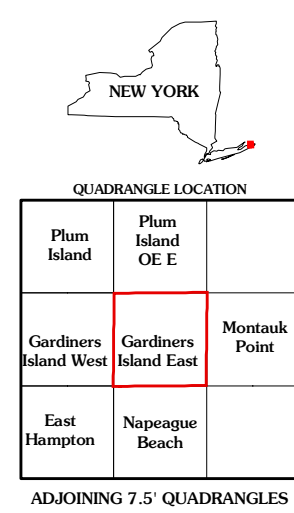 NEW YORK
QUADRANGLE LOCATION
Plum
Island
Plum
Island
OE E
Gardiners
Island West
Gardiners
Island East
Montauk
Point
East
Hampton
Napeague
Beach
ADJOINING 7.5' QUADRANGLES